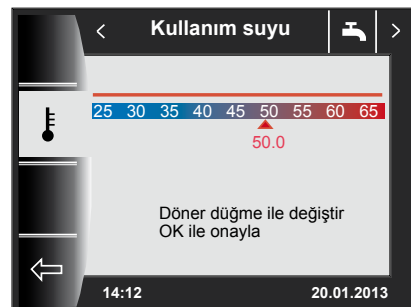 < Kullanım suyu >
25 30 35 40 45 50 55 60 65
50.0
Döner düğme ile değiştir
OK ile onayla
14:12 20.01.2013